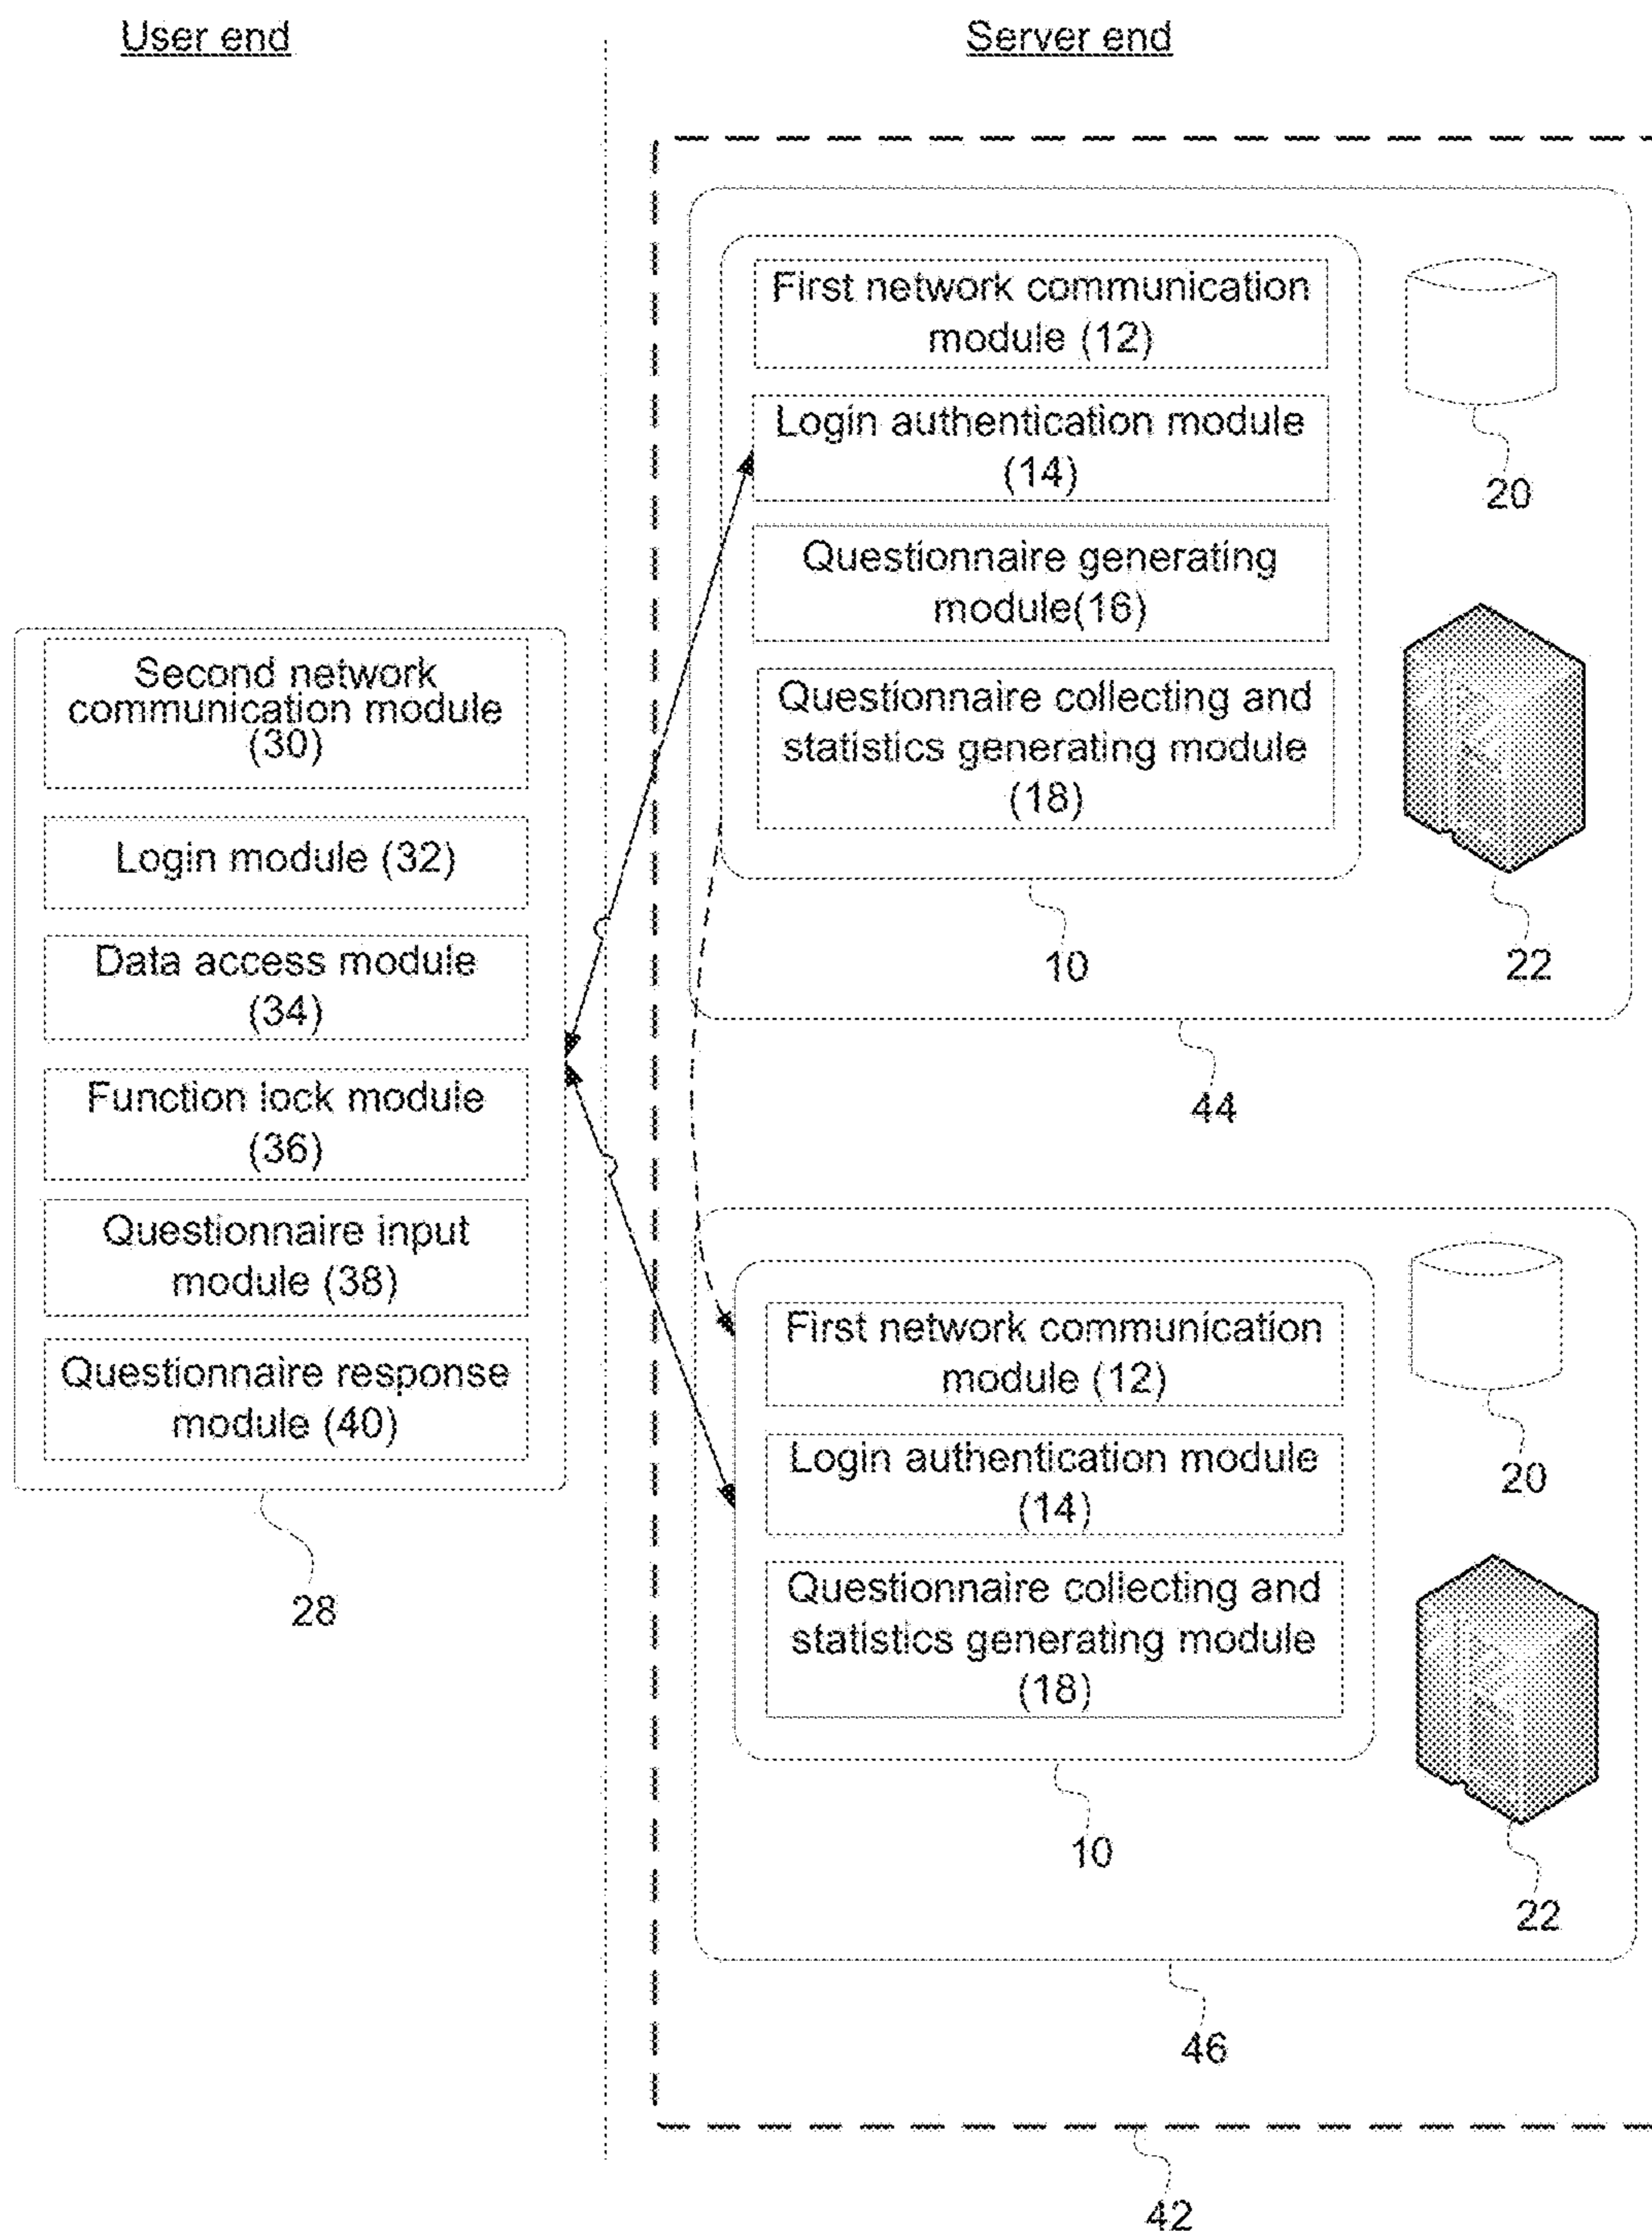 User end
Server end
First network communication
module (12)
Login authentication module
(14)
Questionnaire generating
module(16)
Questionnaire collecting and
statistics generating module
(18)
20
22
10
44
Second network
communication module
(30)
Login module (32)
Data access module
(34)
Function lock module
(36)
Questionnaire input
module (38)
Questionnaire response
module (40)
28
First network communication
module (12)
Login authentication module
(14)
Questionnaire collecting and
statistics generating module
(18)
20
22
10
46
42